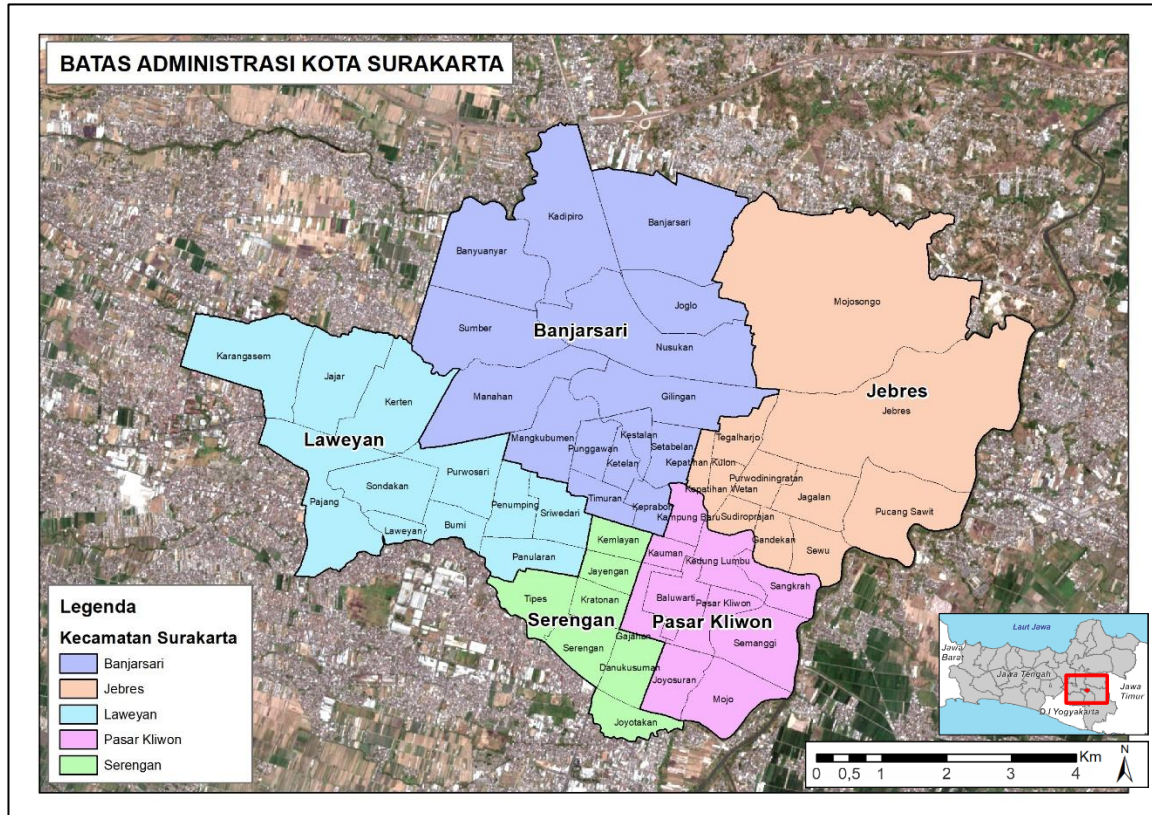 BATAS ADMINISTRASI KOTA SURAKARTA
Kadipiro
Banjarsari
Banyuanyar
Mojosongo
Joglo
Sumber
Banjarsari
Nusukan
Karangasem
Jajar
Kerten
Manahan
Gilingan
Jebres
Jebres
Laweyan
Mangkubumen
Punggawan
Kestalan
Setabelan
Ketelan
Tegalharjo
Kepatihan Kulon
Purwodiningratan
Kepatihan Wetan
Jagalan
Purwosari
Sondakan
Pajang
Penumping
Sriwedari
Timuran
Keprabon
Kampung Baru
Sudiroprajan
Gandekan
Sewu
Pucang Sawit
Laweyan
Bumi
Panularan
Kemlayan
Kauman
Kedung Lumbu
Jayengan
Sangkrah
Tipes
Kratonan
Baluwarti
Pasar Kliwon
Serengan
Pasar Kliwon
Gajahan
Semanggi
Serengan
Danukusuman
Joyosuran
Mojo
Joyotakan
Legenda
Kecamatan Surakarta
Banjarsari
Jebres
Laweyan
Pasar Kliwon
Serengan
Laut Jawa
Jawa
Barat
Jawa Tengah
Jawa
Timur
D I Yogyakarta
Km
N
0 0,5 1 2 3 4